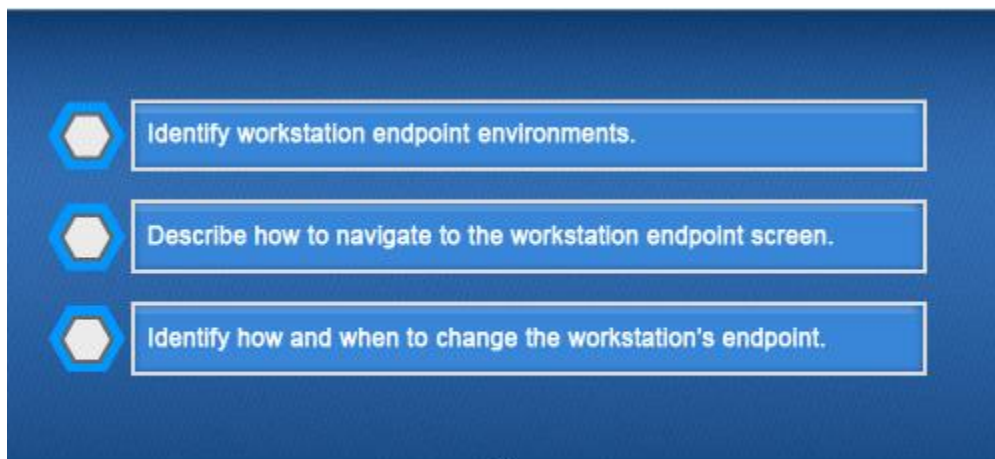 Identify workstation endpoint environments.
Describe how to navigate to the workstation endpoint screen.
Identify how and when to change the workstation's endpoint.